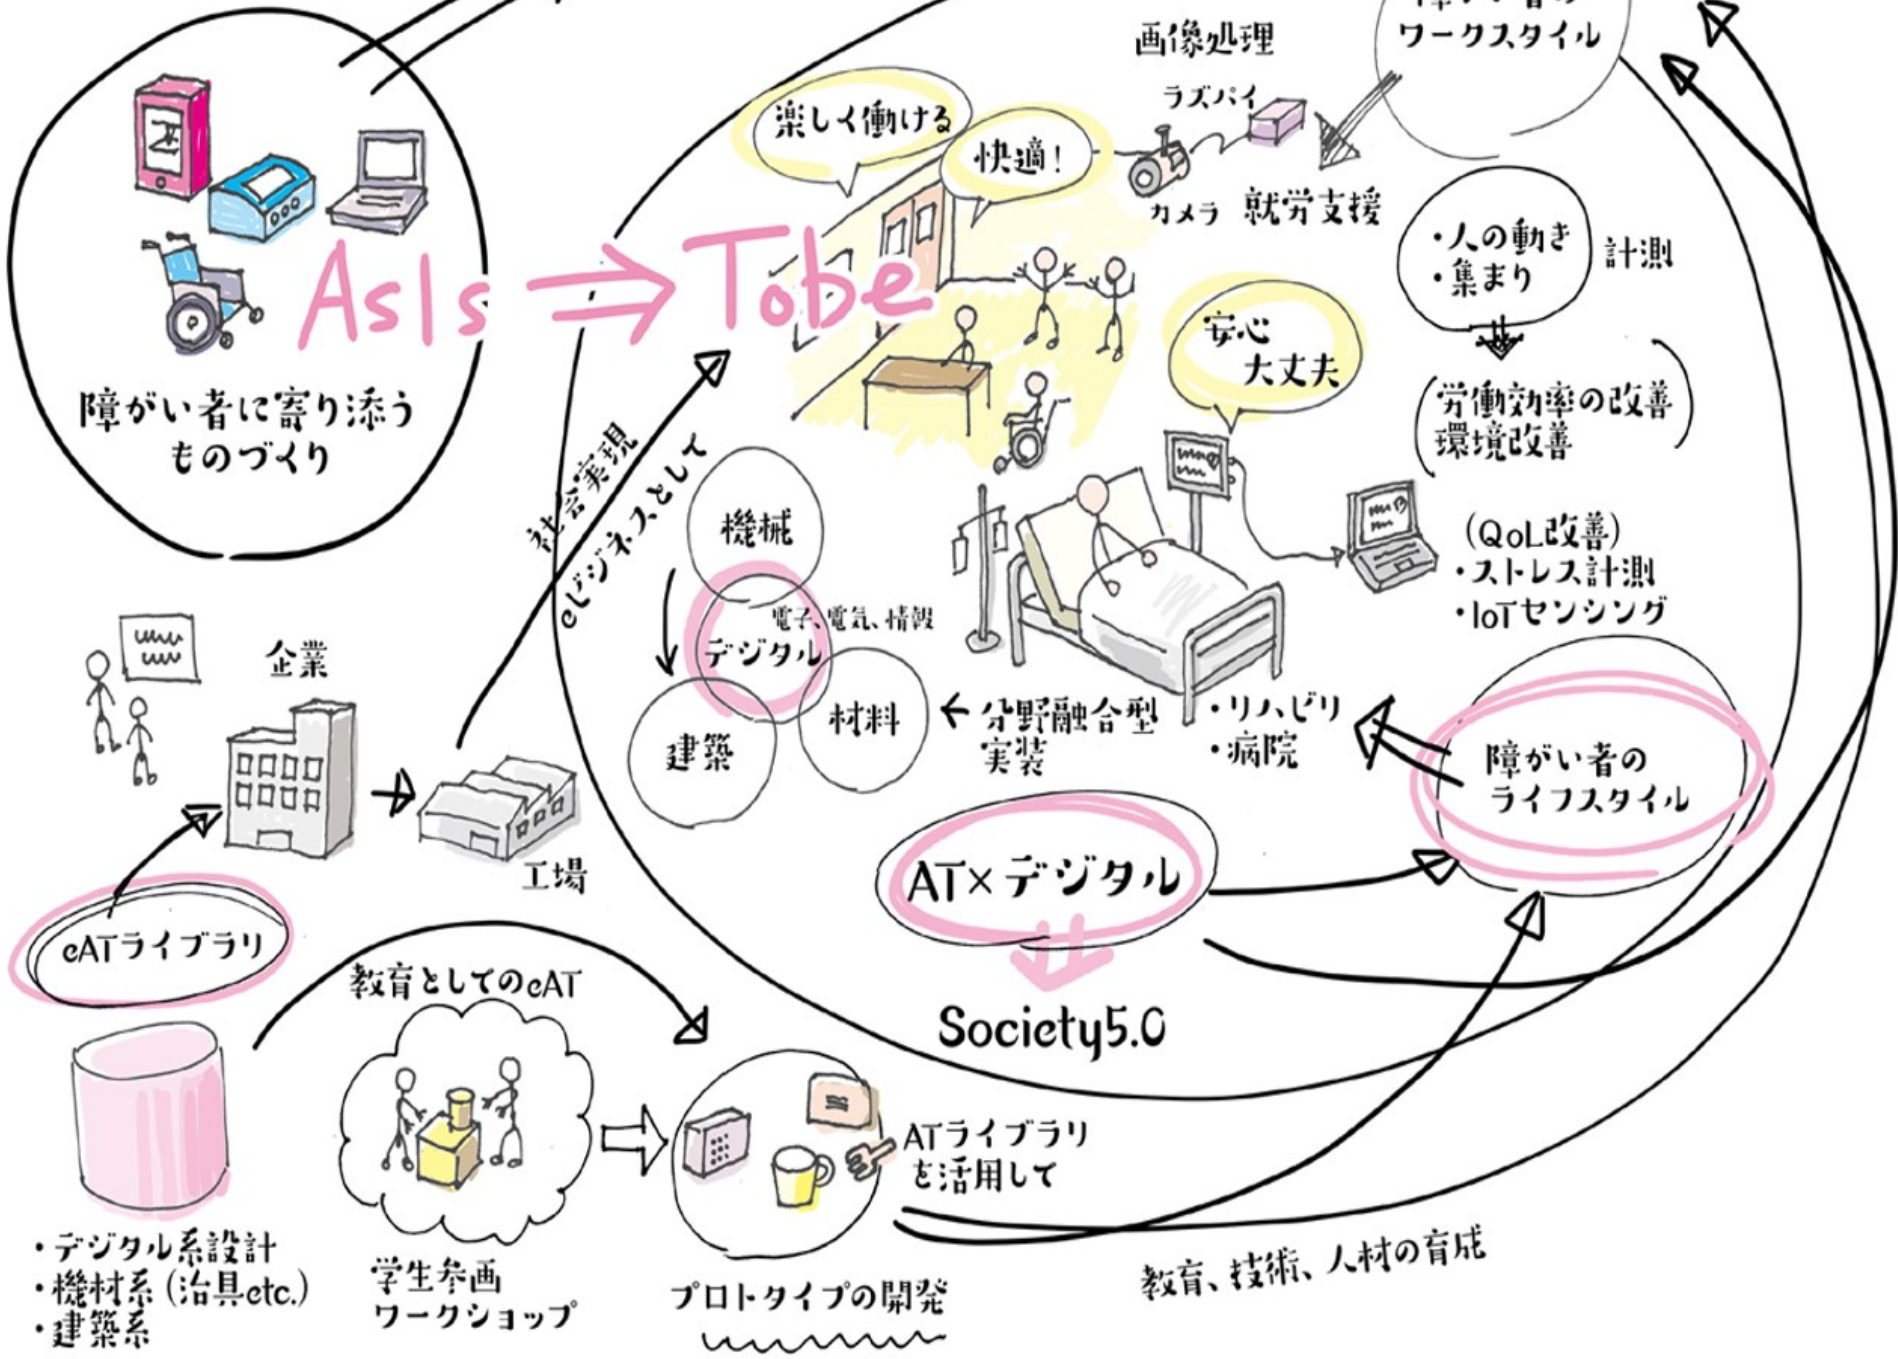 ワークスタイル
画像処理
ラズパイ
カメラ
就労支援
楽しく働ける
快適!
・人の動き
・集まり
計測
AsIs ⇒ Tobe
安心
大丈夫
障がい者に寄り添う
ものづくり
(労働効率の改善
環境改善)
社会実現
eビジネスとして
機械
電子、電気、情報
デジタル
建築
材料
← 分野融合型
実装
(QoL改善)
・ストレス計測
・IoTセンシング
・リハビリ
・病院
障がい者の
ライフスタイル
企業
工場
AT×デジタル
Society5.0
eATライブラリ
教育としてのeAT
ATライブラリ
を活用して
・デジタル系設計
・機材系(治具etc.)
・建築系
学生参画
ワークショップ
プロトタイプの開発
教育、技術、人材の育成